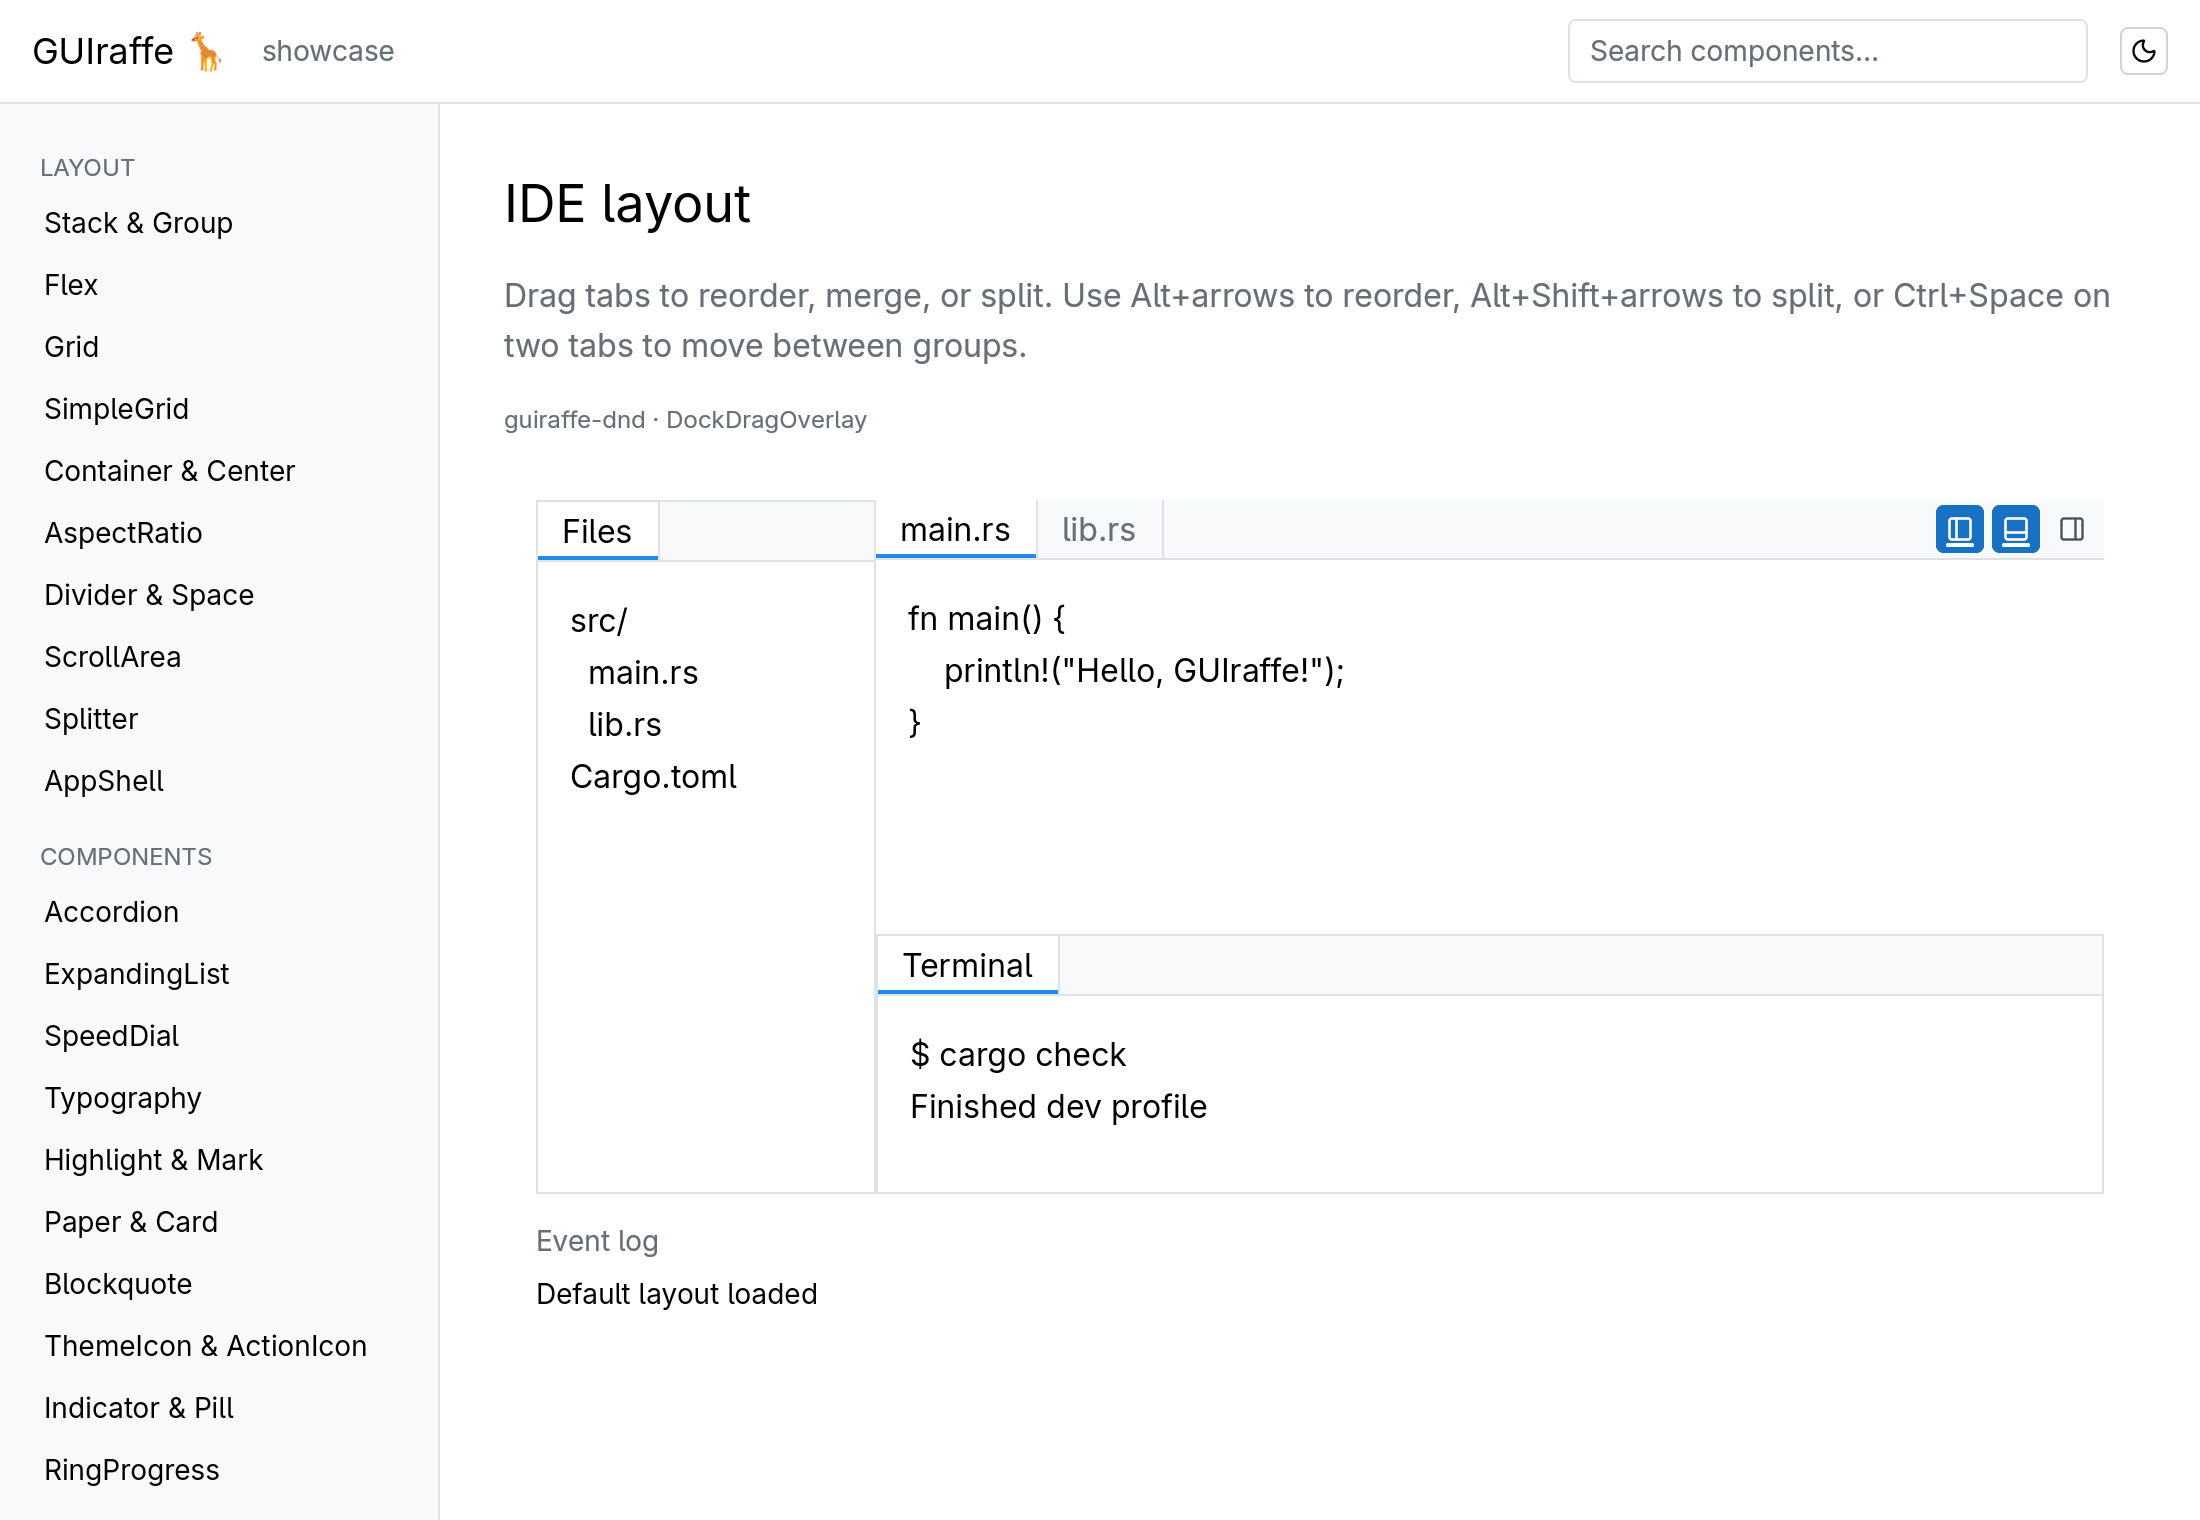 GUIraffe 🦒 showcase
Search components...
LAYOUT
Stack & Group
Flex
Grid
SimpleGrid
Container & Center
AspectRatio
Divider & Space
ScrollArea
Splitter
AppShell
COMPONENTS
Accordion
ExpandingList
SpeedDial
Typography
Highlight & Mark
Paper & Card
Blockquote
ThemeIcon & ActionIcon
Indicator & Pill
RingProgress
IDE layout
Drag tabs to reorder, merge, or split. Use Alt+arrows to reorder, Alt+Shift+arrows to split, or Ctrl+Space on
two tabs to move between groups.
guiraffe-dnd · DockDragOverlay
Files
src/
  main.rs
  lib.rs
Cargo.toml
main.rs lib.rs
fn main() {
    println!("Hello, GUIraffe!");
}
Terminal
$ cargo check
Finished dev profile
Event log
Default layout loaded